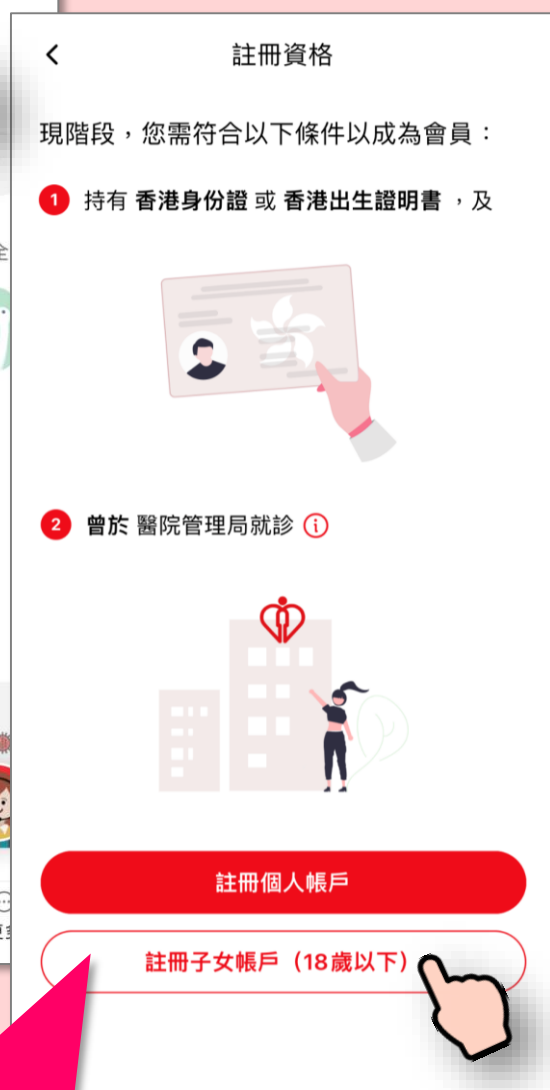 註冊資格
現階段，您需符合以下條件以成為會員：
1 持有 香港身份證 或 香港出生證明書 ，及
2 曾於 醫院管理局就診
註冊個人帳戶
註冊子女帳戶（18歲以下）